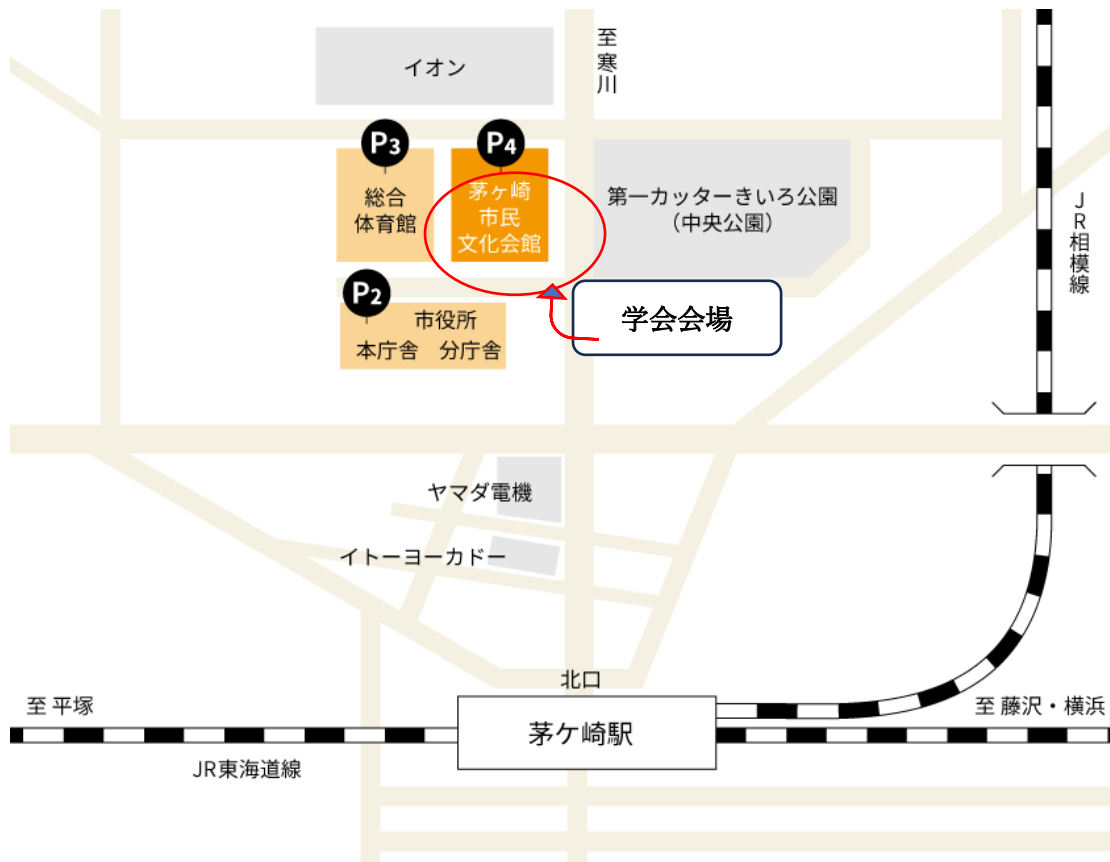 イオン
至寒川
P3
P4
総合
体育館
茅ヶ崎
市民
文化会館
第一カッターきいろ公園
（中央公園）
JR相模線
P2
市役所
本庁舎 分庁舎
学会会場
ヤマダ電機
イトーヨーカドー
北口
至 平塚
茅ケ崎駅
至 藤沢・横浜
JR東海道線